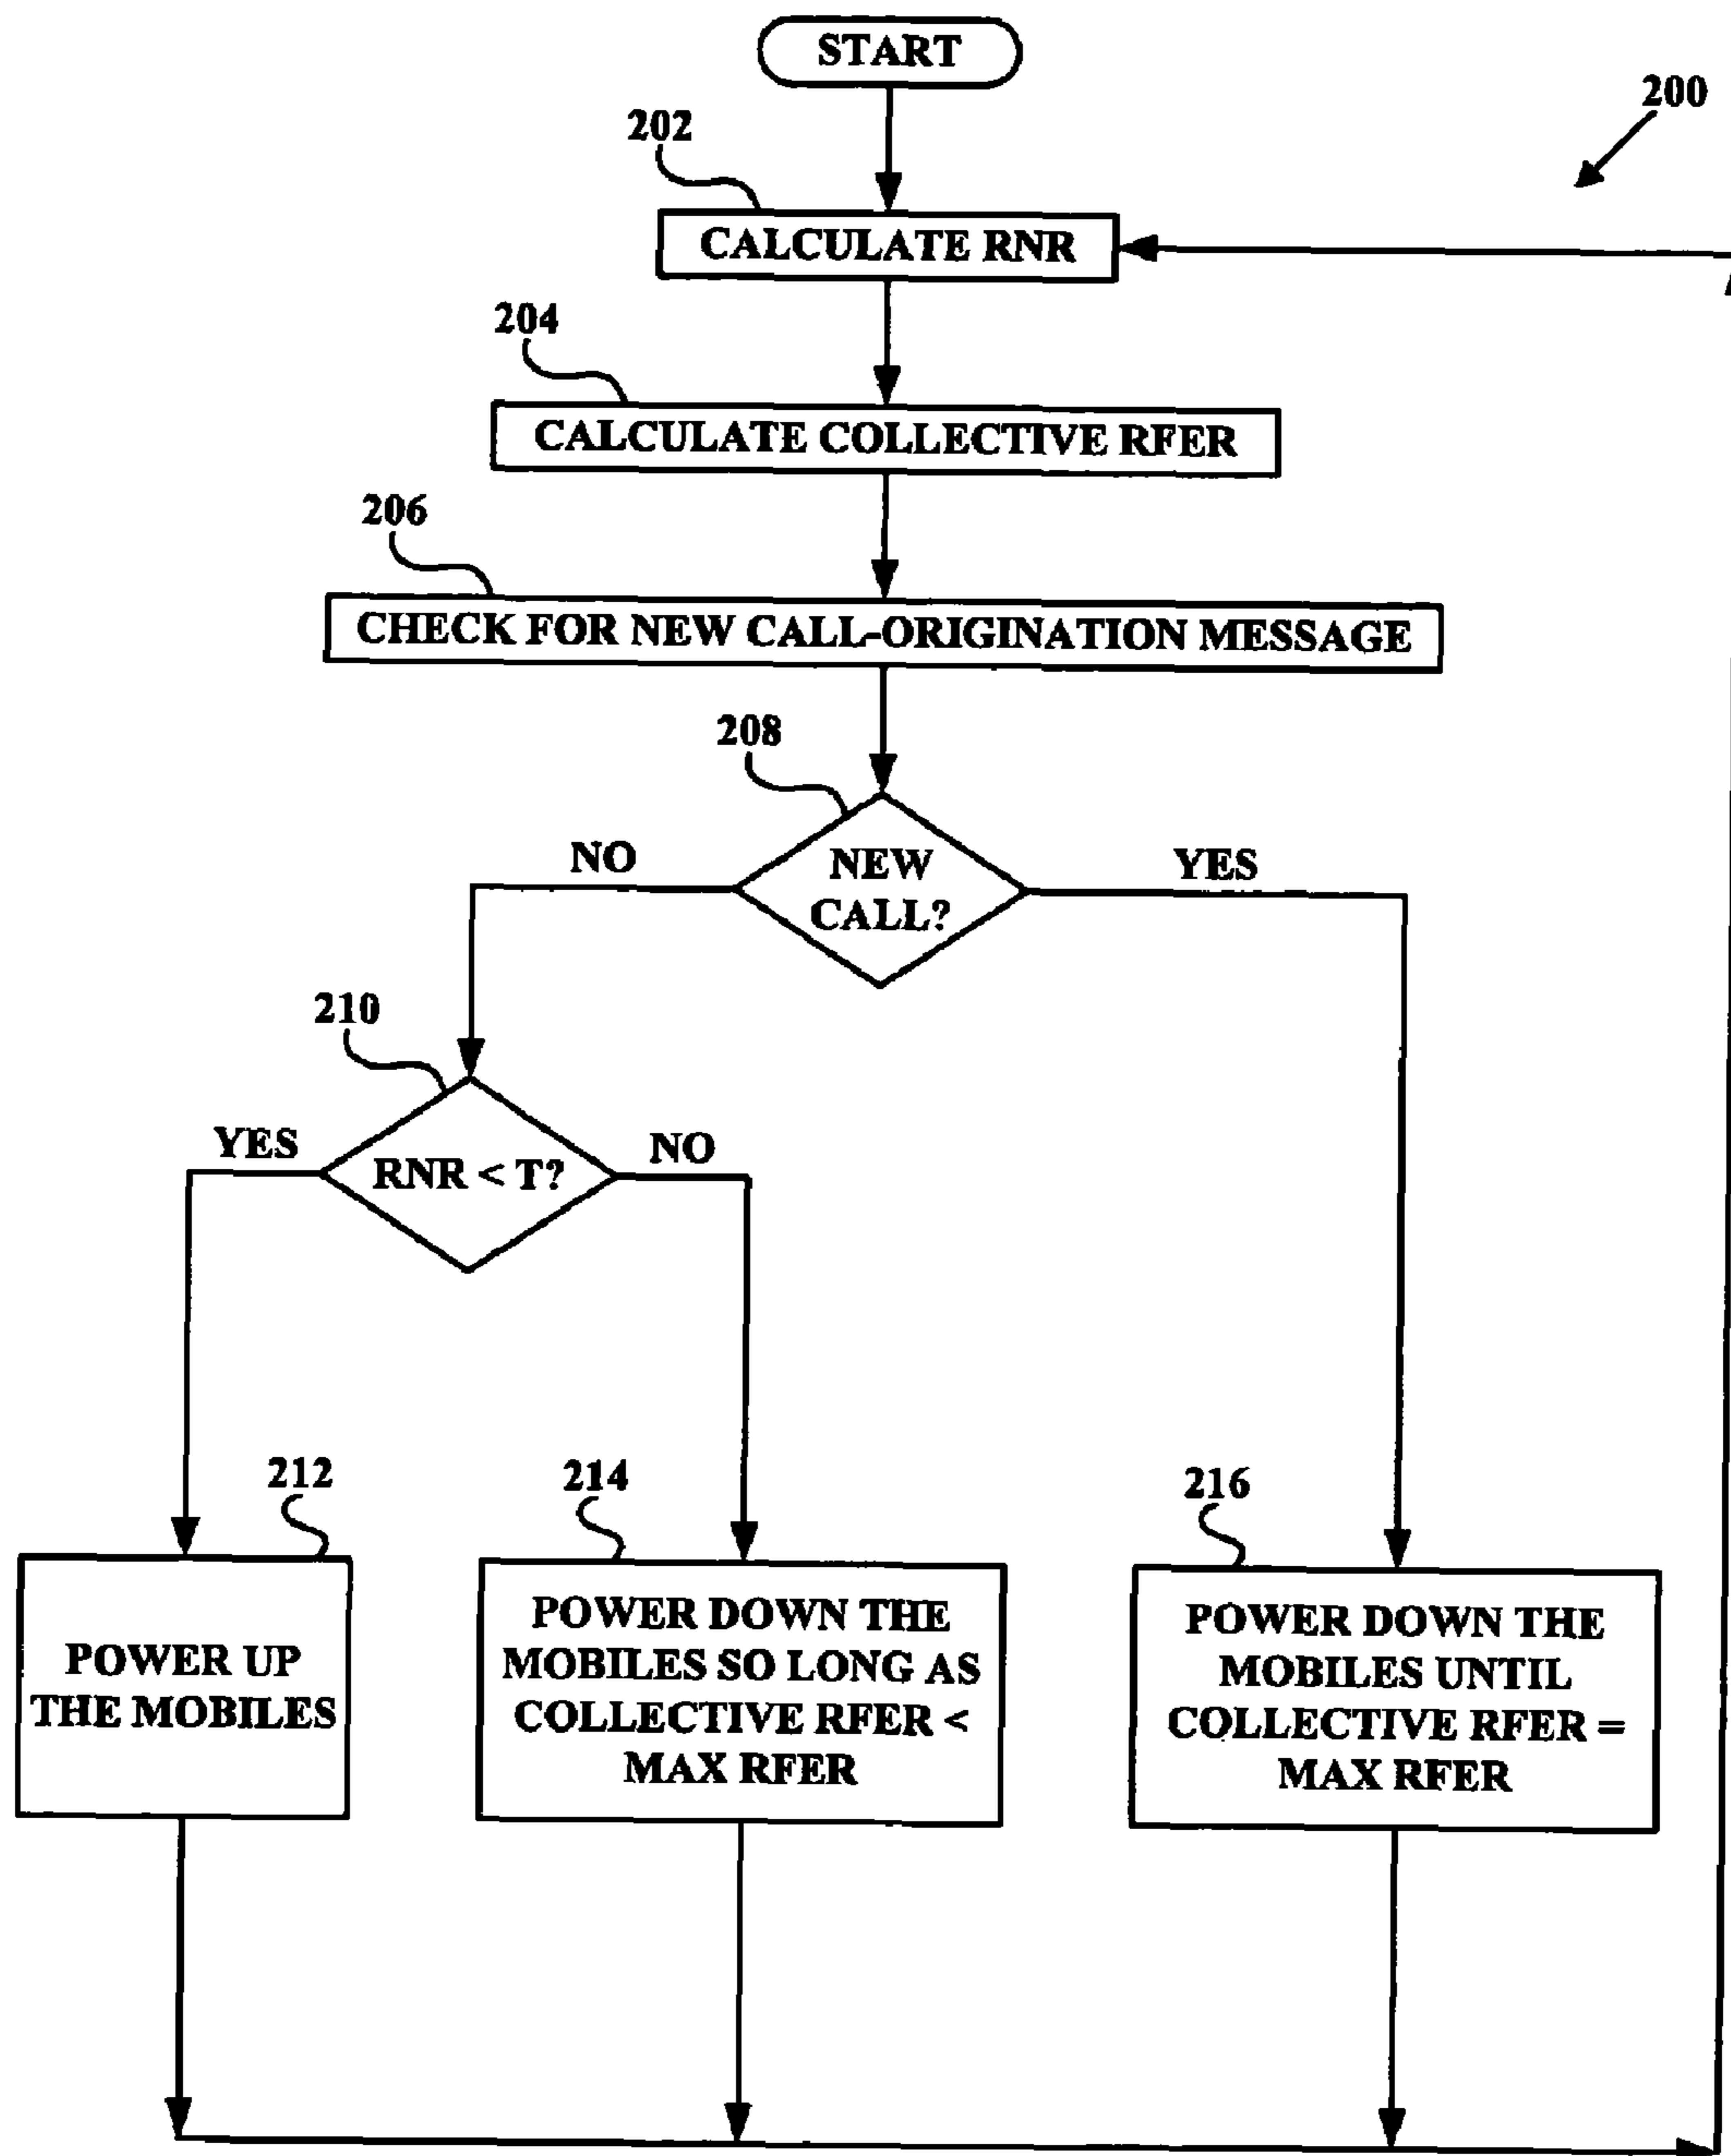 START
200
202
CALCULATE RNR
204
CALCULATE COLLECTIVE RFER
206
CHECK FOR NEW CALL-ORIGINATION MESSAGE
208
NO
NEW
CALL?
YES
210
YES
RNR < T?
NO
212
POWER UP
THE MOBILES
214
POWER DOWN THE
MOBILES SO LONG AS
COLLECTIVE RFER <
MAX RFER
216
POWER DOWN THE
MOBILES UNTIL
COLLECTIVE RFER =
MAX RFER